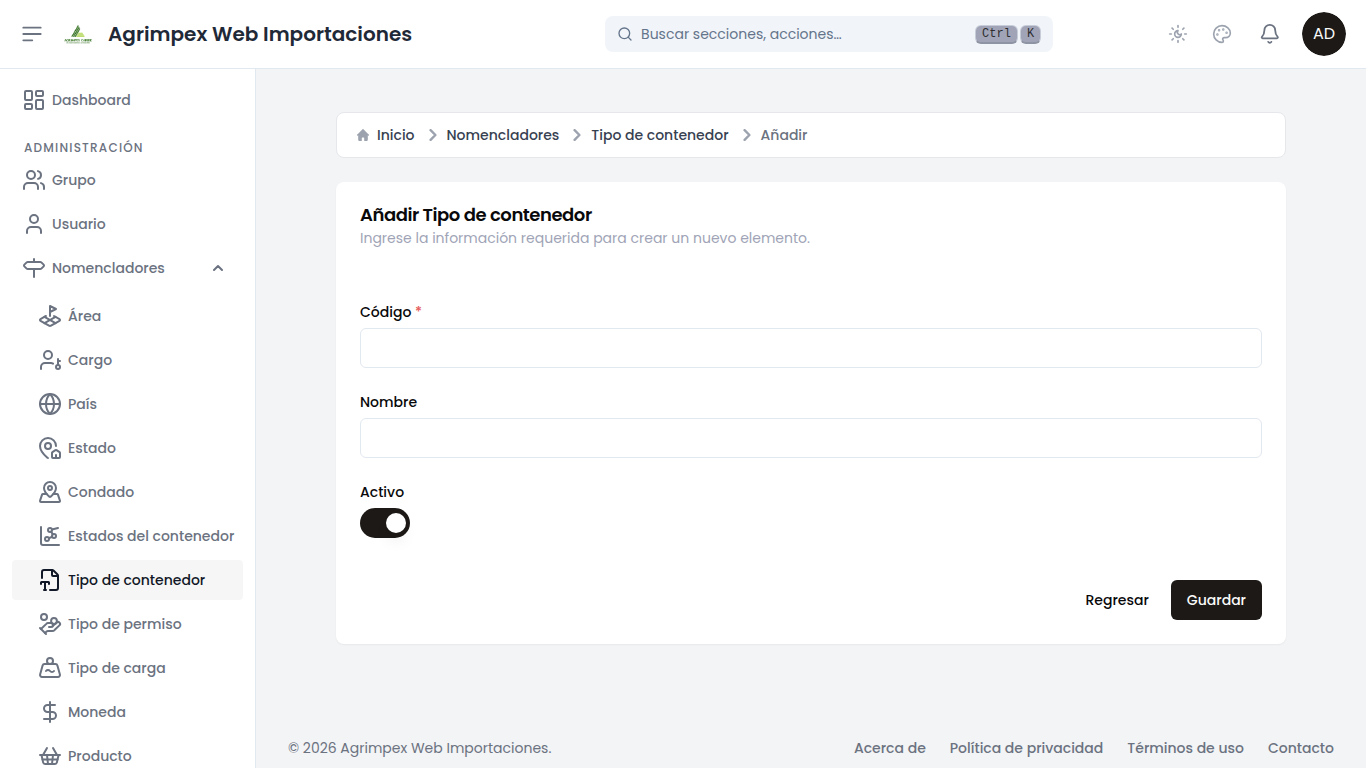 Agrimpex Web Importaciones
Buscar secciones, acciones... Ctrl K
AD
Dashboard
ADMINISTRACIÓN
Grupo
Usuario
Nomencladores
Área
Cargo
País
Estado
Condado
Estados del contenedor
Tipo de contenedor
Tipo de permiso
Tipo de carga
Moneda
Producto
Inicio > Nomencladores > Tipo de contenedor > Añadir
Añadir Tipo de contenedor
Ingrese la información requerida para crear un nuevo elemento.
Código *
Nombre
Activo
Regresar Guardar
© 2026 Agrimpex Web Importaciones. Acerca de Política de privacidad Términos de uso Contacto